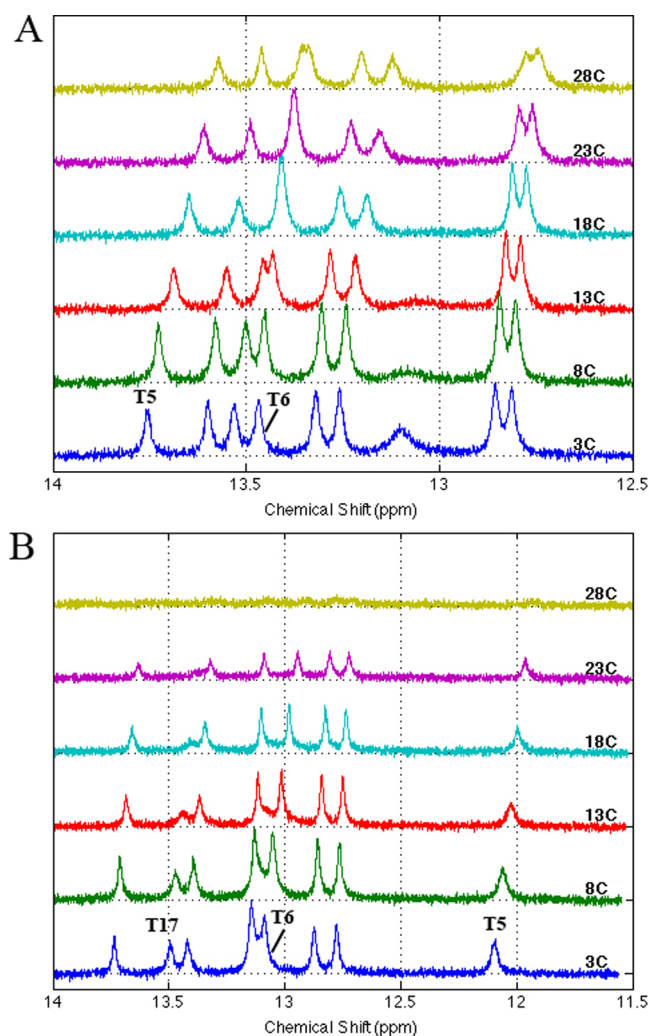 A
28C
23C
18C
13C
8C
T5 T6
3C
14 13.5 13 12.5
Chemical Shift (ppm)
B
28C
23C
18C
13C
8C
T17 T6 T5
3C
14 13.5 13 12.5 12 11.5
Chemical Shift (ppm)